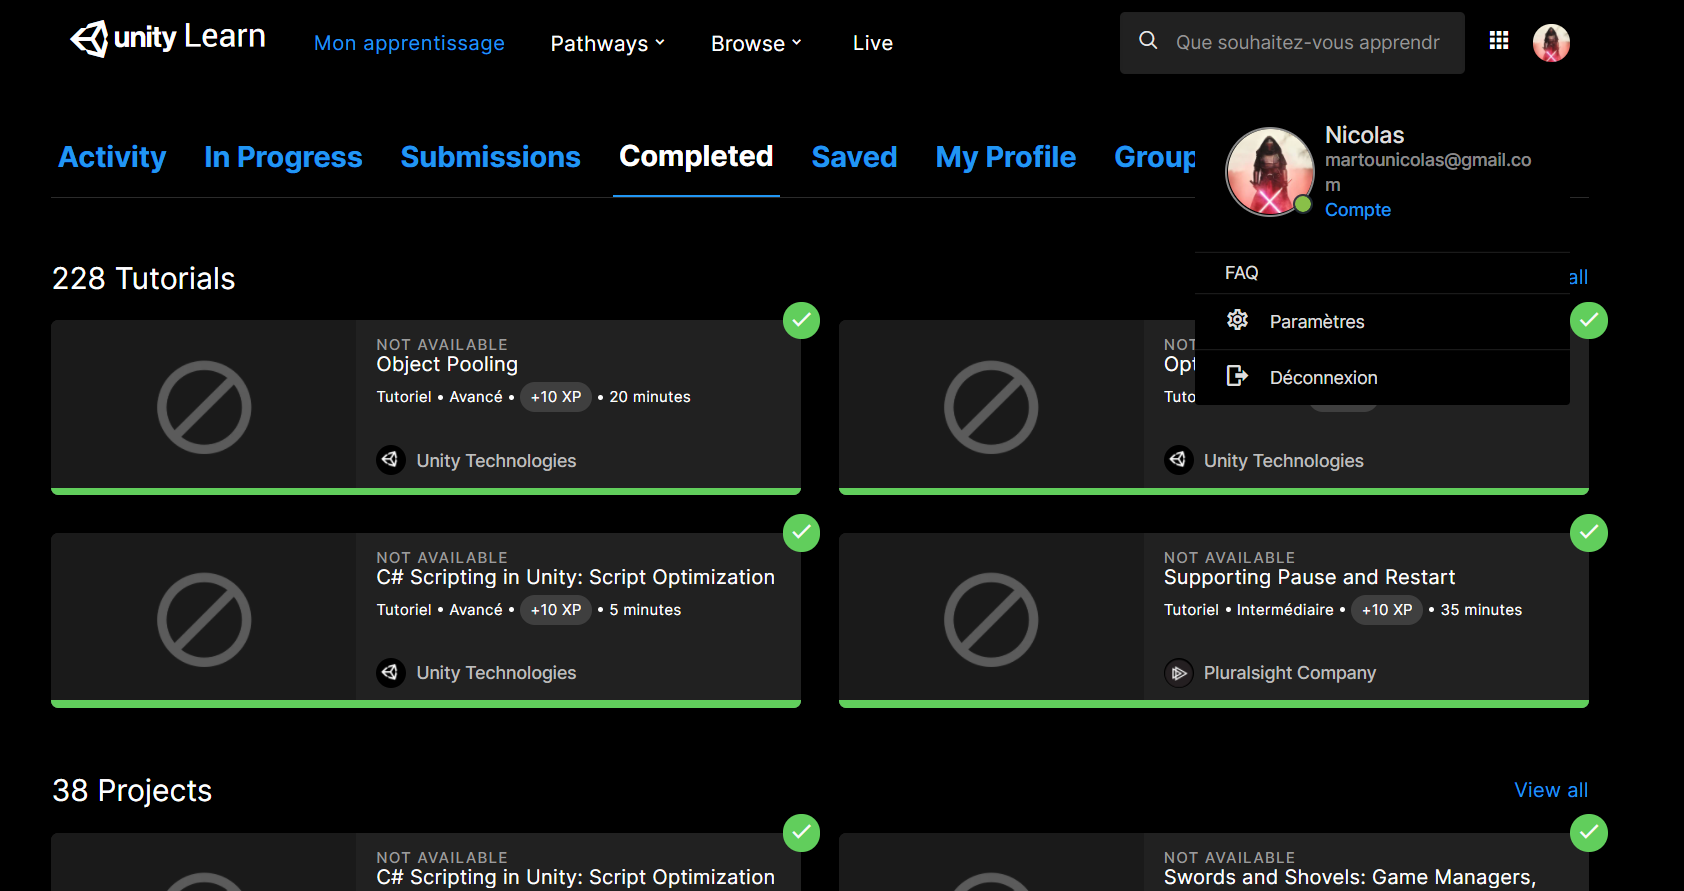 unity Learn
Mon apprentissage
Pathways
Browse
Live
Que souhaitez-vous apprendr
Activity
In Progress
Submissions
Completed
Saved
My Profile
Group
Nicolas
martounicolas@gmail.co
m
Compte
FAQ
Paramètres
Déconnexion
228 Tutorials
all
NOT AVAILABLE
Object Pooling
Tutoriel • Avancé • +10 XP • 20 minutes
Unity Technologies
NOT
Opt
Tuto
Unity Technologies
NOT AVAILABLE
C# Scripting in Unity: Script Optimization
Tutoriel • Avancé • +10 XP • 5 minutes
Unity Technologies
NOT AVAILABLE
Supporting Pause and Restart
Tutoriel • Intermédiaire • +10 XP • 35 minutes
Pluralsight Company
38 Projects
View all
NOT AVAILABLE
C# Scripting in Unity: Script Optimization
NOT AVAILABLE
Swords and Shovels: Game Managers,